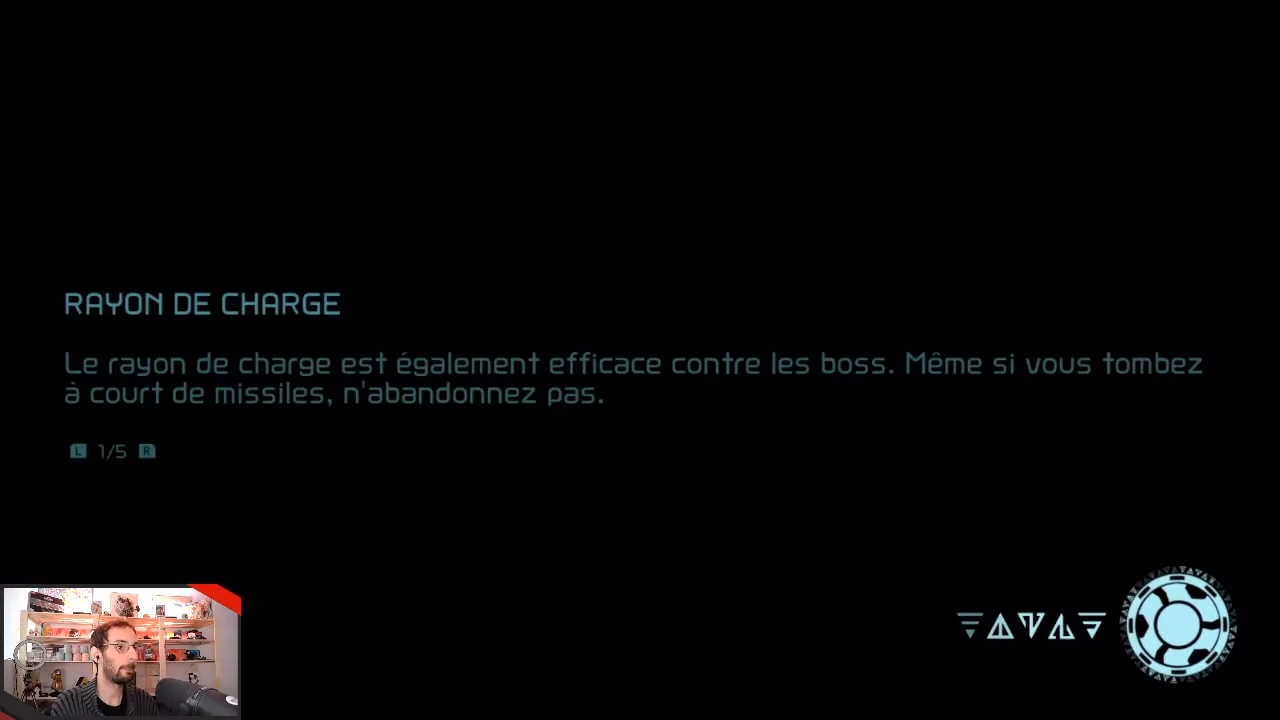 RAYON DE CHARGE
Le rayon de charge est également efficace contre les boss. Même si vous tombez
à court de missiles, n'abandonnez pas.
L 1/5 R